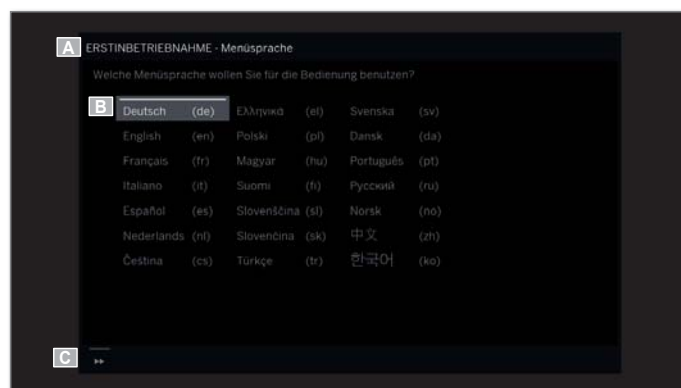 A ERSTINBETRIEBNAHME - Menüsprache
Welche Menüsprache wollen Sie für die Bedienung benutzen?
B Deutsch (de) Ελληνικά (el) Svenska (sv)
English (en) Polski (pl) Dansk (da)
Français (fr) Magyar (hu) Português (pt)
Italiano (it) Suomi (fi) Русский (ru)
Español (es) Slovenščina (sl) Norsk (no)
Nederlands (nl) Slovenčina (sk) 中文 (zh)
Čeština (cs) Türkçe (tr) 한국어 (ko)
C